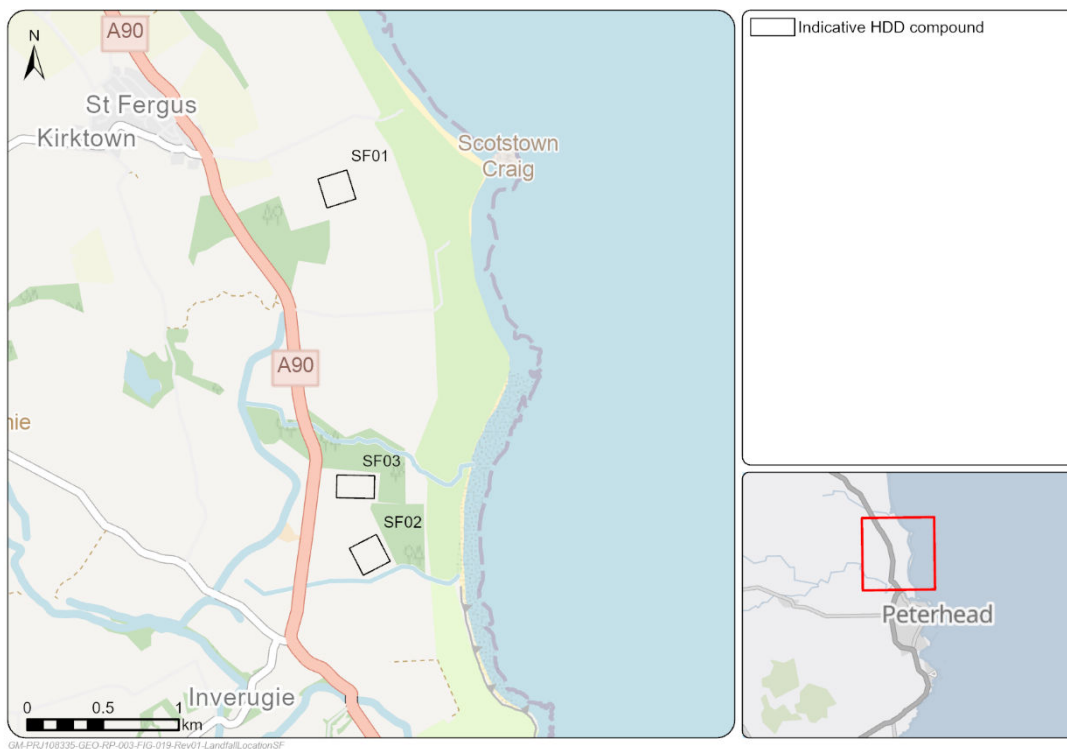 A90
N
St Fergus
Kirktown
SF01
Scotstown
Craig
A90
nie
SF03
SF02
Inverugie
0 0.5 1
km
Indicative HDD compound
Peterhead
GM-PRJ108335-GEO-RP-003-FIG-019-Rev01-LandfallLocationSF